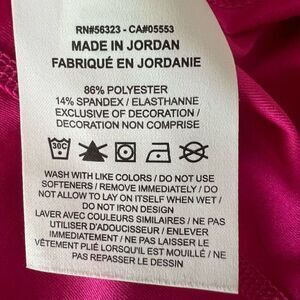 RN#56323 - CA#05553
MADE IN JORDAN
FABRIQUÉ EN JORDANIE
86% POLYESTER
14% SPANDEX / ELASTHANNE
EXCLUSIVE OF DECORATION /
DECORATION NON COMPRISE
30C
WASH WITH LIKE COLORS / DO NOT USE
SOFTENERS / REMOVE IMMEDIATELY / DO
NOT ALLOW TO LAY ON ITSELF WHEN WET /
DO NOT IRON DESIGN
LAVER AVEC COULEURS SIMILAIRES / NE PAS
UTILISER D'ADOUCISSEUR / ENLEVER
IMMEDIATEMENT / NE PAS LAISSER LE
VÊTEMENT PLIÉ LORSQU'IL EST MOUILLÉ / NE
PAS REPASSER LE DESSIN